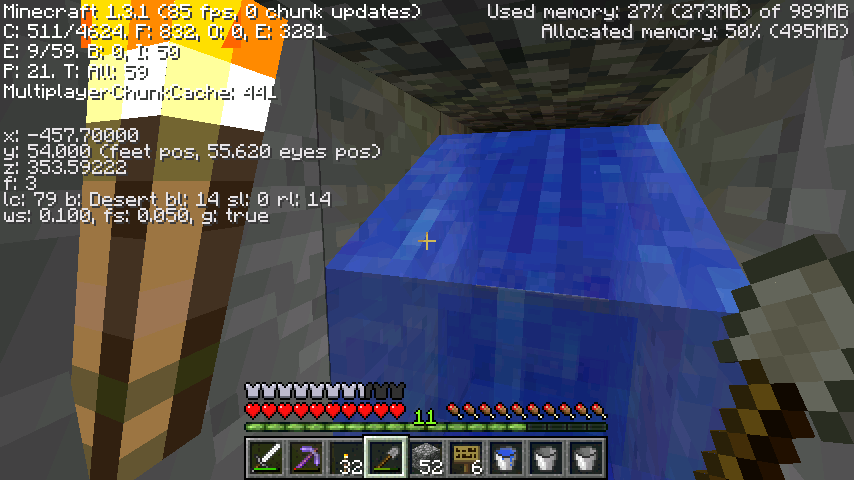 Minecraft 1.3.1 (35 fps, 0 chunk updates)
Used memory: 27% (273MB) of 989MB
C: 511/4624, F: 832, O: 0, E: 3281
Allocated memory: 50% (495MB)
E: 9/59. B: 0, I: 50
P: 21. T: All: 59
MultiplayerChunkCache: 441
x: -457.70000
y: 54.000 (feet pos, 55.620 eyes pos)
z: 353.59222
f: 3
lc: 79 b: Desert bl: 14 sl: 0 rl: 14
ws: 0.100, fs: 0.050, g: true
11
32
52
6